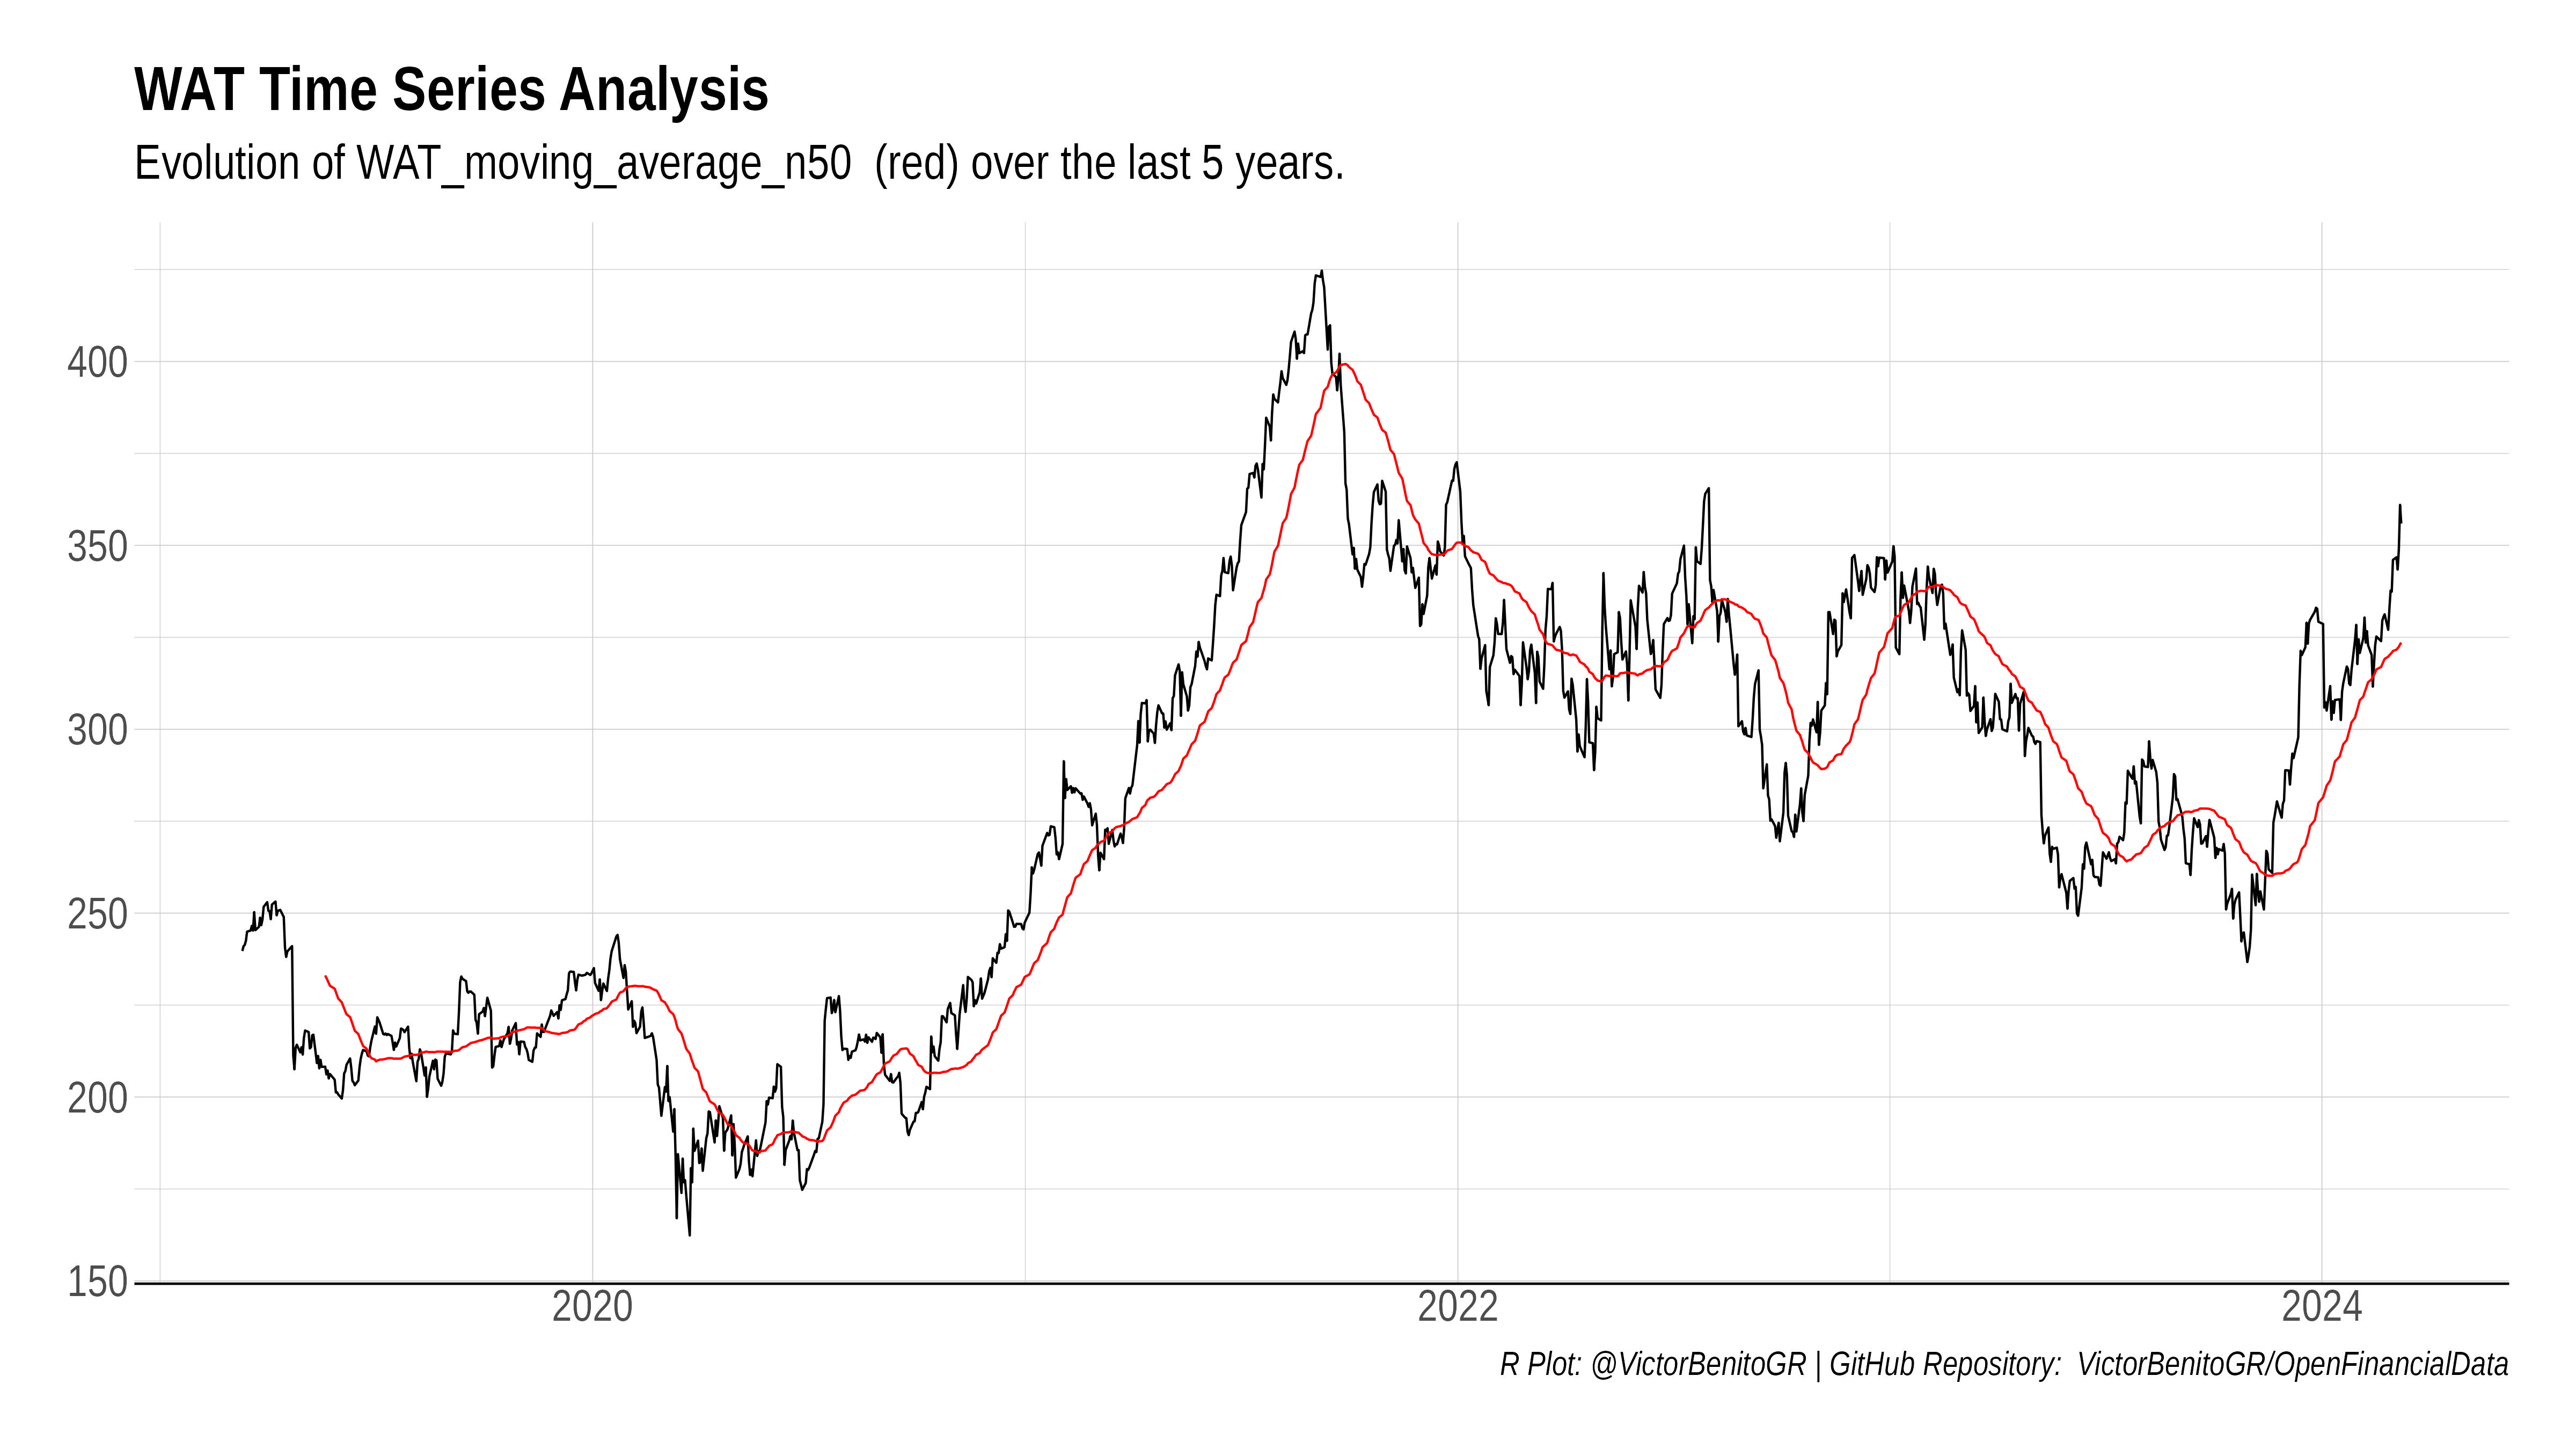 WAT Time Series Analysis
Evolution of WAT_moving_average_n50  (red) over the last 5 years.
400
350
300
250
200
150
2020 2022 2024
R Plot: @VictorBenitoGR | GitHub Repository:  VictorBenitoGR/OpenFinancialData